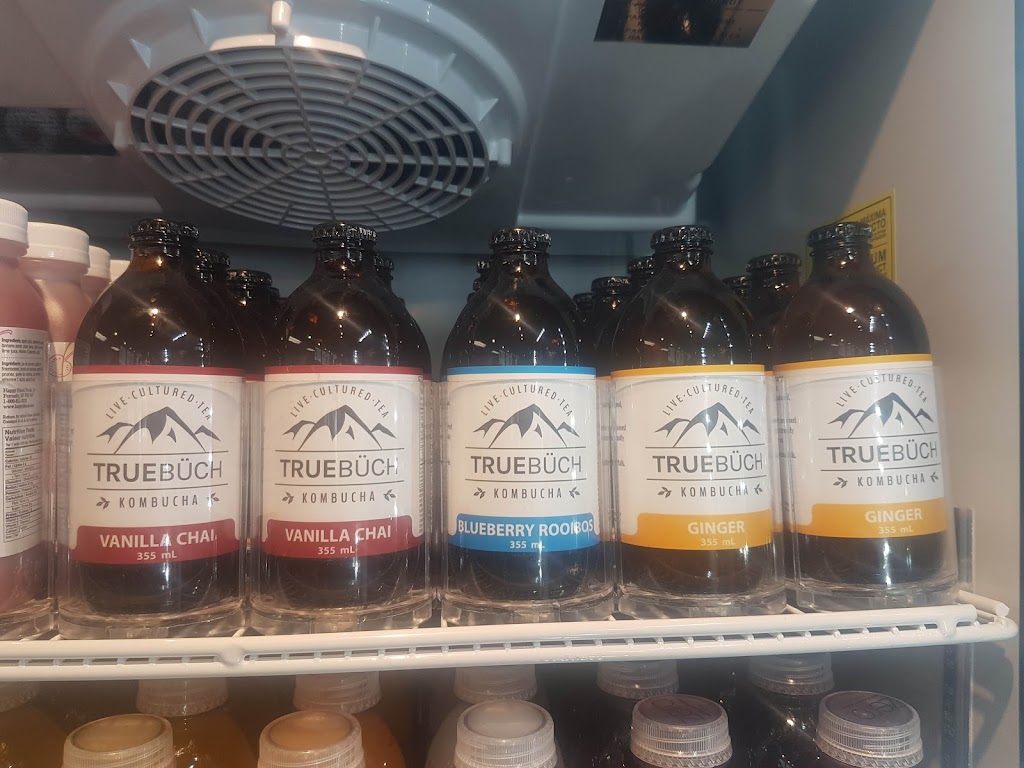 LIVE-CULTURED-TEA
TRUEBÜCH
KOMBUCHA
VANILLA CHAI
355 mL
LIVE-CULTURED-TEA
TRUEBÜCH
KOMBUCHA
VANILLA CHAI
355 mL
LIVE-CULTURED-TEA
TRUEBÜCH
KOMBUCHA
BLUEBERRY ROOIBOS
355 mL
LIVE-CULTURED-TEA
TRUEBÜCH
KOMBUCHA
GINGER
355 mL
LIVE-CULTURED-TEA
TRUEBÜCH
KOMBUCHA
GINGER
355 mL
Nutrition Facts